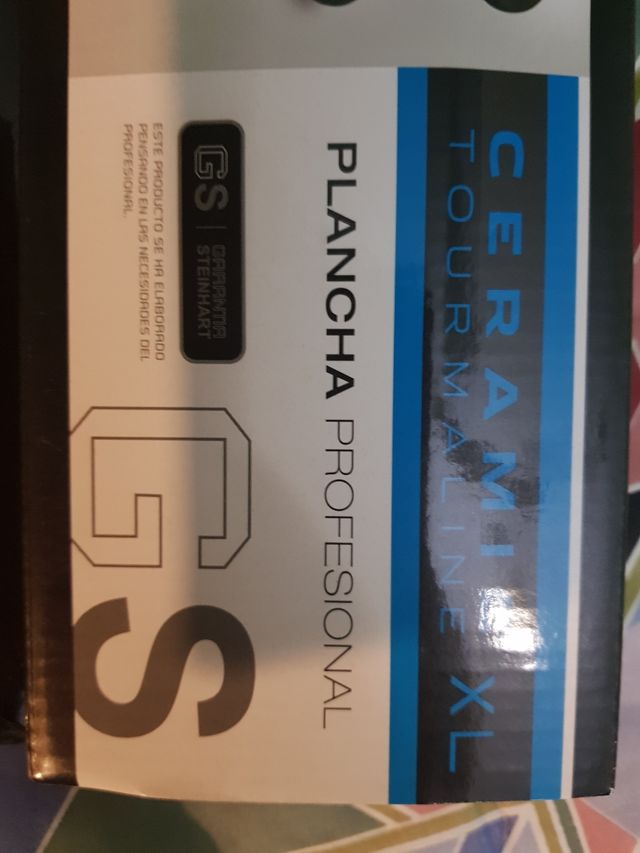 CERAMI XL
TOURMALINE
PLANCHA PROFESIONAL
GS | GARANTIA
STEINHART
ESTE PRODUCTO SE HA ELABORADO
PENSANDO EN LAS NECESIDADES DEL
PROFESIONAL.
GS